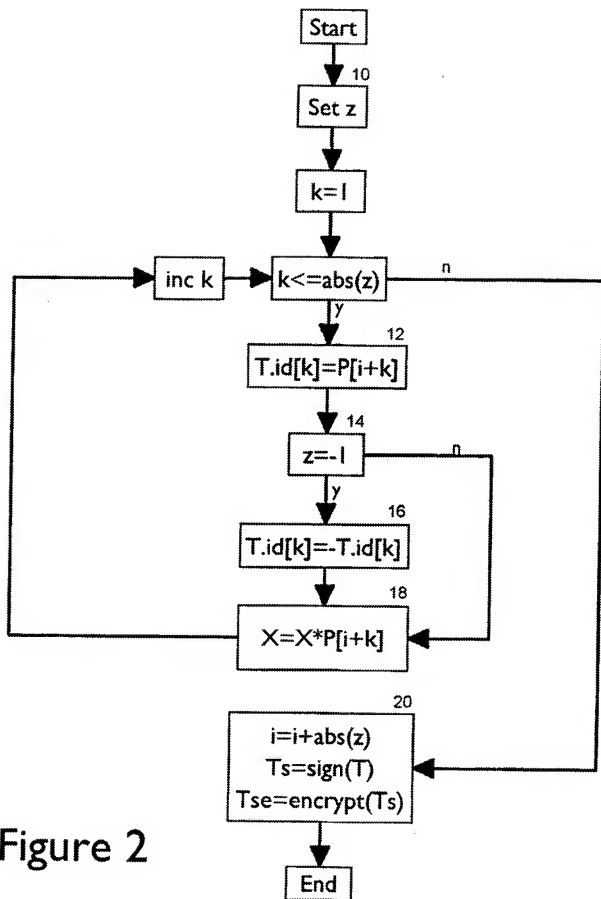 Start
10
Set z
k=1
inc k
k<=abs(z)
n
y
12
T.id[k]=P[i+k]
14
z=-1
n
y
16
T.id[k]=-T.id[k]
18
X=X*P[i+k]
20
i=i+abs(z)
Ts=sign(T)
Tse=encrypt(Ts)
Figure 2
End